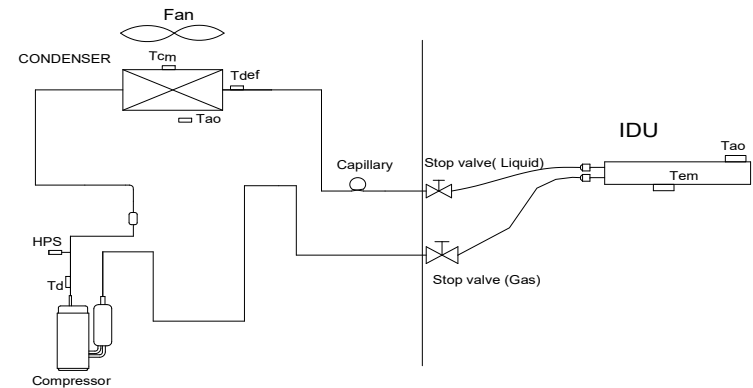 Fan
CONDENSER
Tcm
Tdef
Tao
IDU
Capillary
Stop valve( Liquid)
Tao
Tem
HPS
Td
Stop valve (Gas)
Compressor